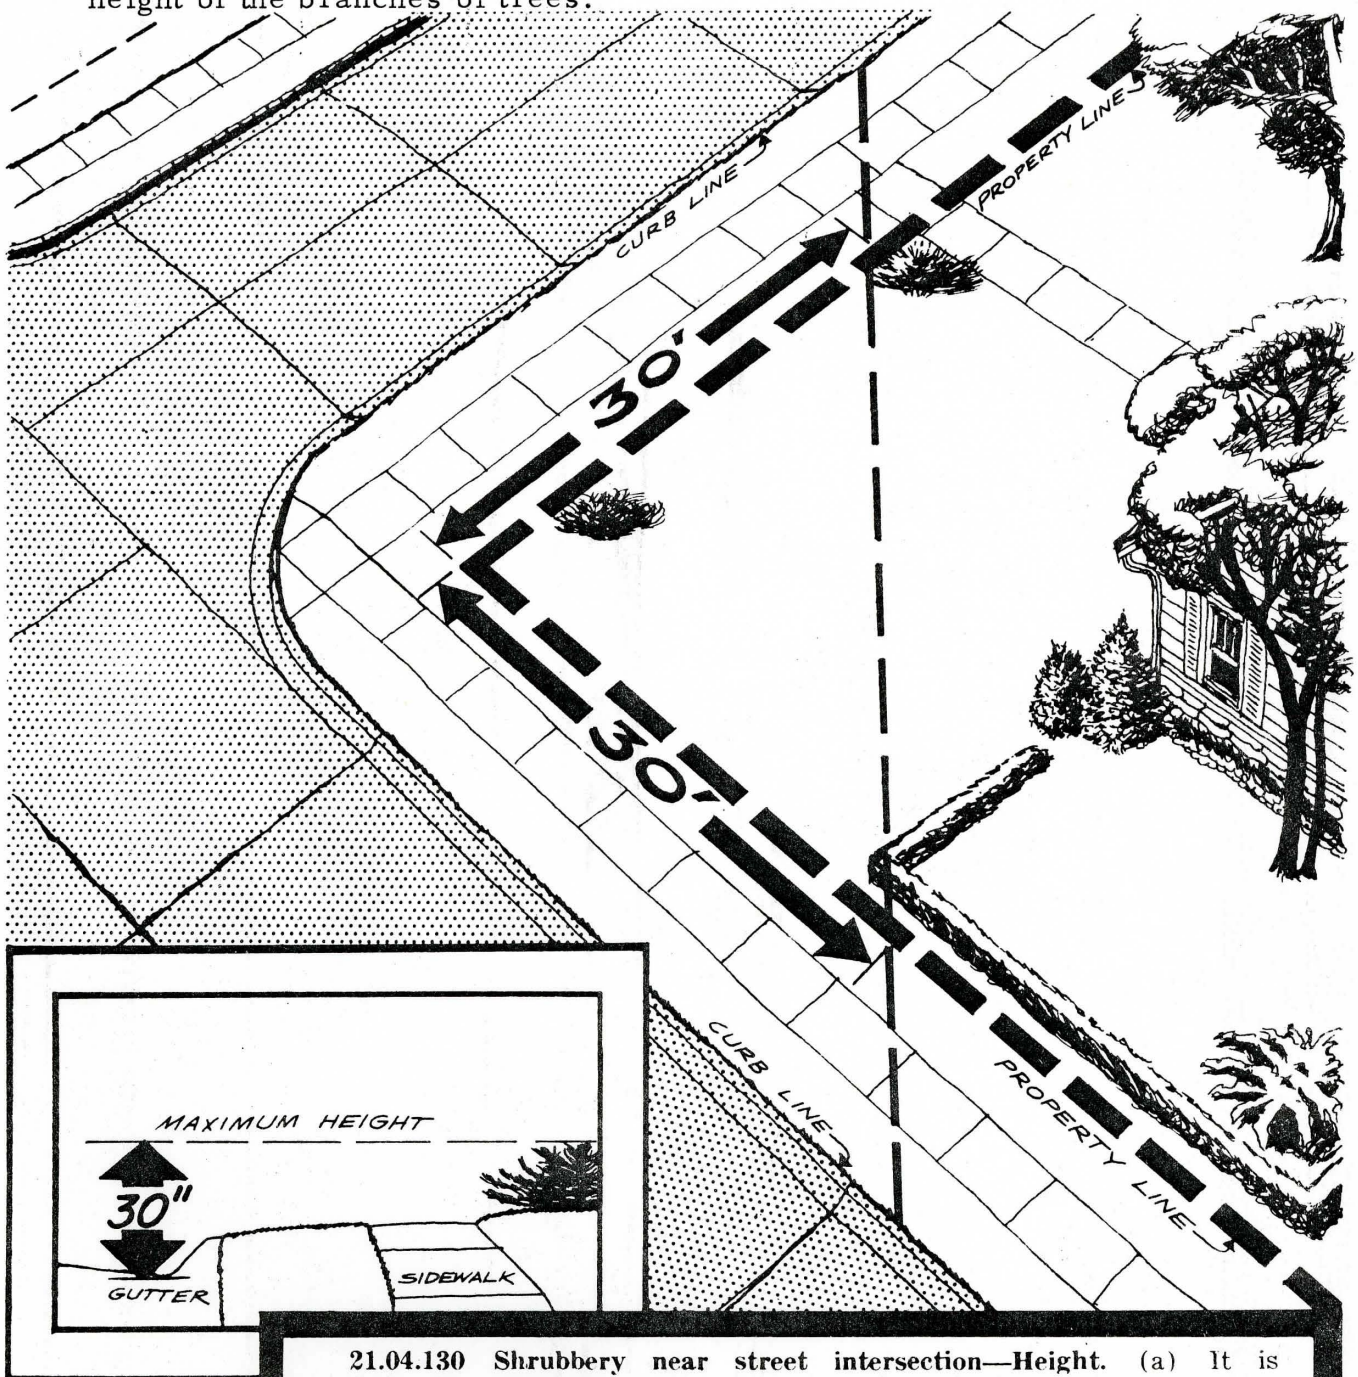 height of the branches of trees.
PROPERTY LINE
CURB LINE
30'
30'
CURB LINE
PROPERTY LINE
MAXIMUM HEIGHT
30"
GUTTER
SIDEWALK
21.04.130 Shrubbery near street intersection—Height. (a) It is